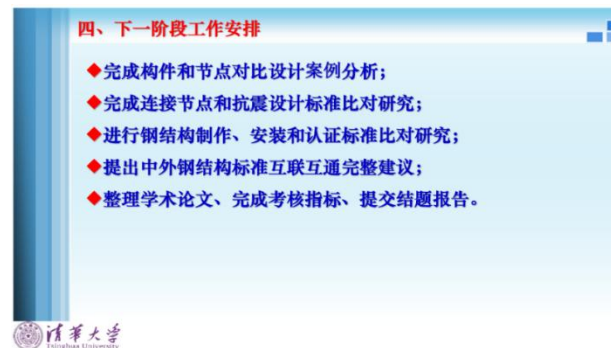 四、下一阶段工作安排
◆完成构件和节点对比设计案例分析；
◆完成连接节点和抗震设计标准比对研究；
◆进行钢结构制作、安装和认证标准比对研究；
◆提出中外钢结构标准互联互通完整建议；
◆整理学术论文、完成考核指标、提交结题报告。
清华大学
Tsinghua University